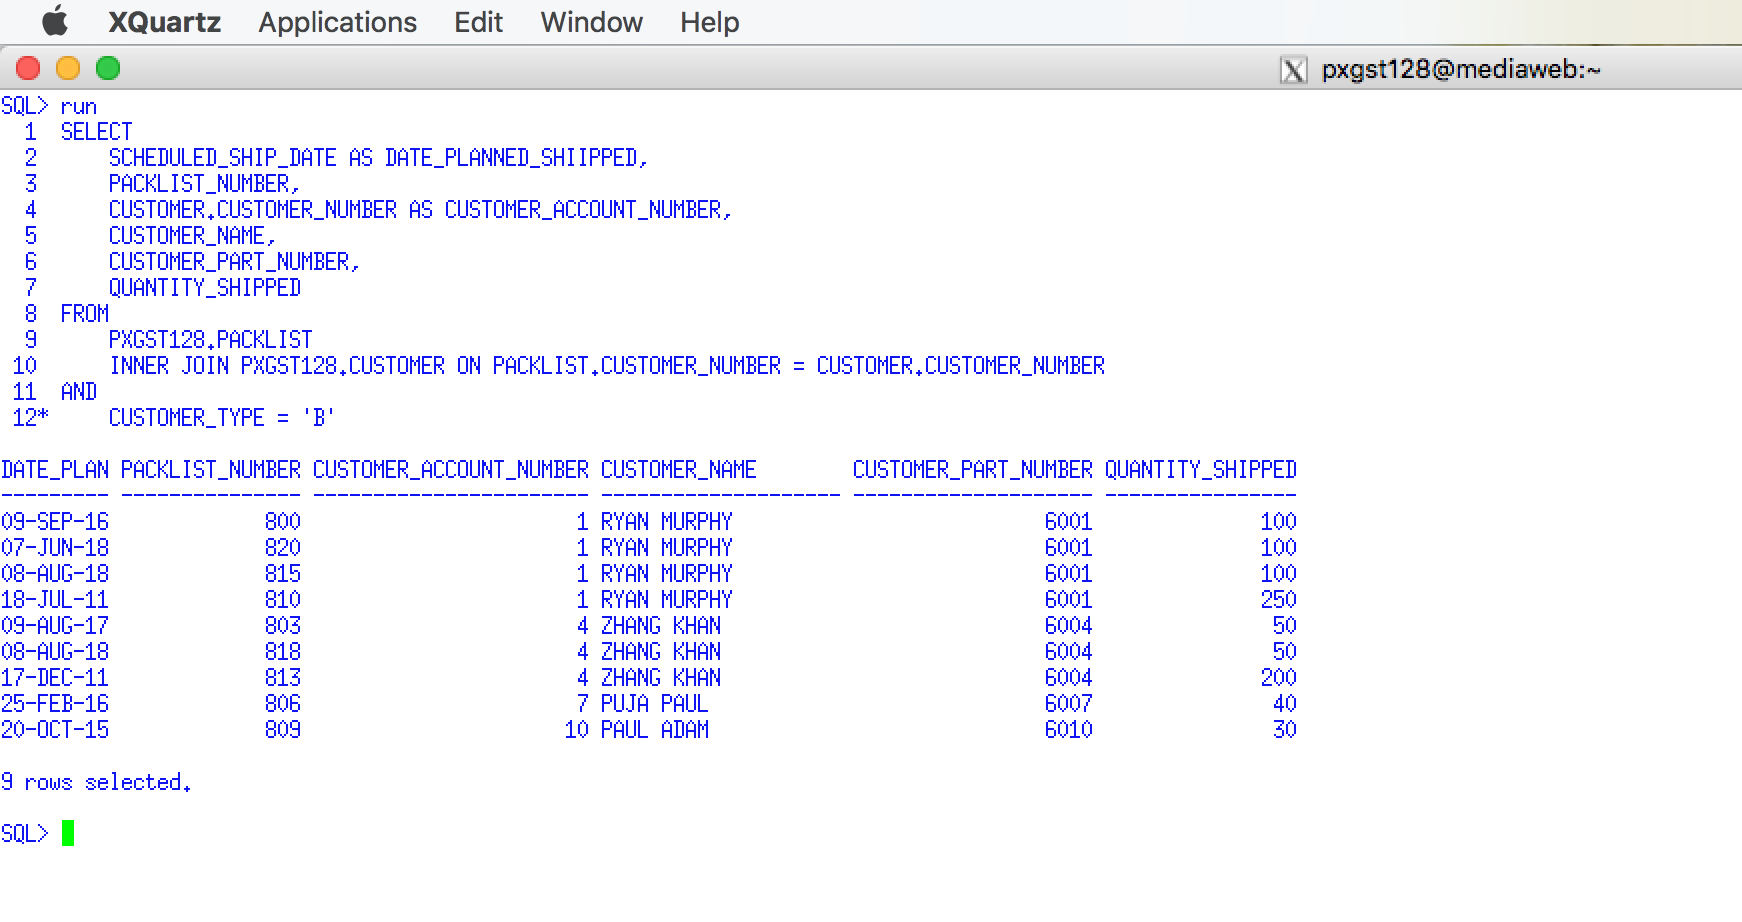 XQuartz Applications Edit Window Help
X pxgst128@mediaweb:~
SQL> run
  1  SELECT
  2      SCHEDULED_SHIP_DATE AS DATE_PLANNED_SHIIPPED,
  3      PACKLIST_NUMBER,
  4      CUSTOMER.CUSTOMER_NUMBER AS CUSTOMER_ACCOUNT_NUMBER,
  5      CUSTOMER_NAME,
  6      CUSTOMER_PART_NUMBER,
  7      QUANTITY_SHIPPED
  8  FROM
  9      PXGST128.PACKLIST
 10      INNER JOIN PXGST128.CUSTOMER ON PACKLIST.CUSTOMER_NUMBER = CUSTOMER.CUSTOMER_NUMBER
 11  AND
 12*     CUSTOMER_TYPE = 'B'
DATE_PLAN PACKLIST_NUMBER CUSTOMER_ACCOUNT_NUMBER CUSTOMER_NAME        CUSTOMER_PART_NUMBER QUANTITY_SHIPPED
--------- --------------- ----------------------- -------------------- -------------------- ----------------
09-SEP-16             800                       1 RYAN MURPHY                          6001              100
07-JUN-18             820                       1 RYAN MURPHY                          6001              100
08-AUG-18             815                       1 RYAN MURPHY                          6001              100
18-JUL-11             810                       1 RYAN MURPHY                          6001              250
09-AUG-17             803                       4 ZHANG KHAN                           6004               50
08-AUG-18             818                       4 ZHANG KHAN                           6004               50
17-DEC-11             813                       4 ZHANG KHAN                           6004              200
25-FEB-16             806                       7 PUJA PAUL                            6007               40
20-OCT-15             809                      10 PAUL ADAM                            6010               30
9 rows selected.
SQL>